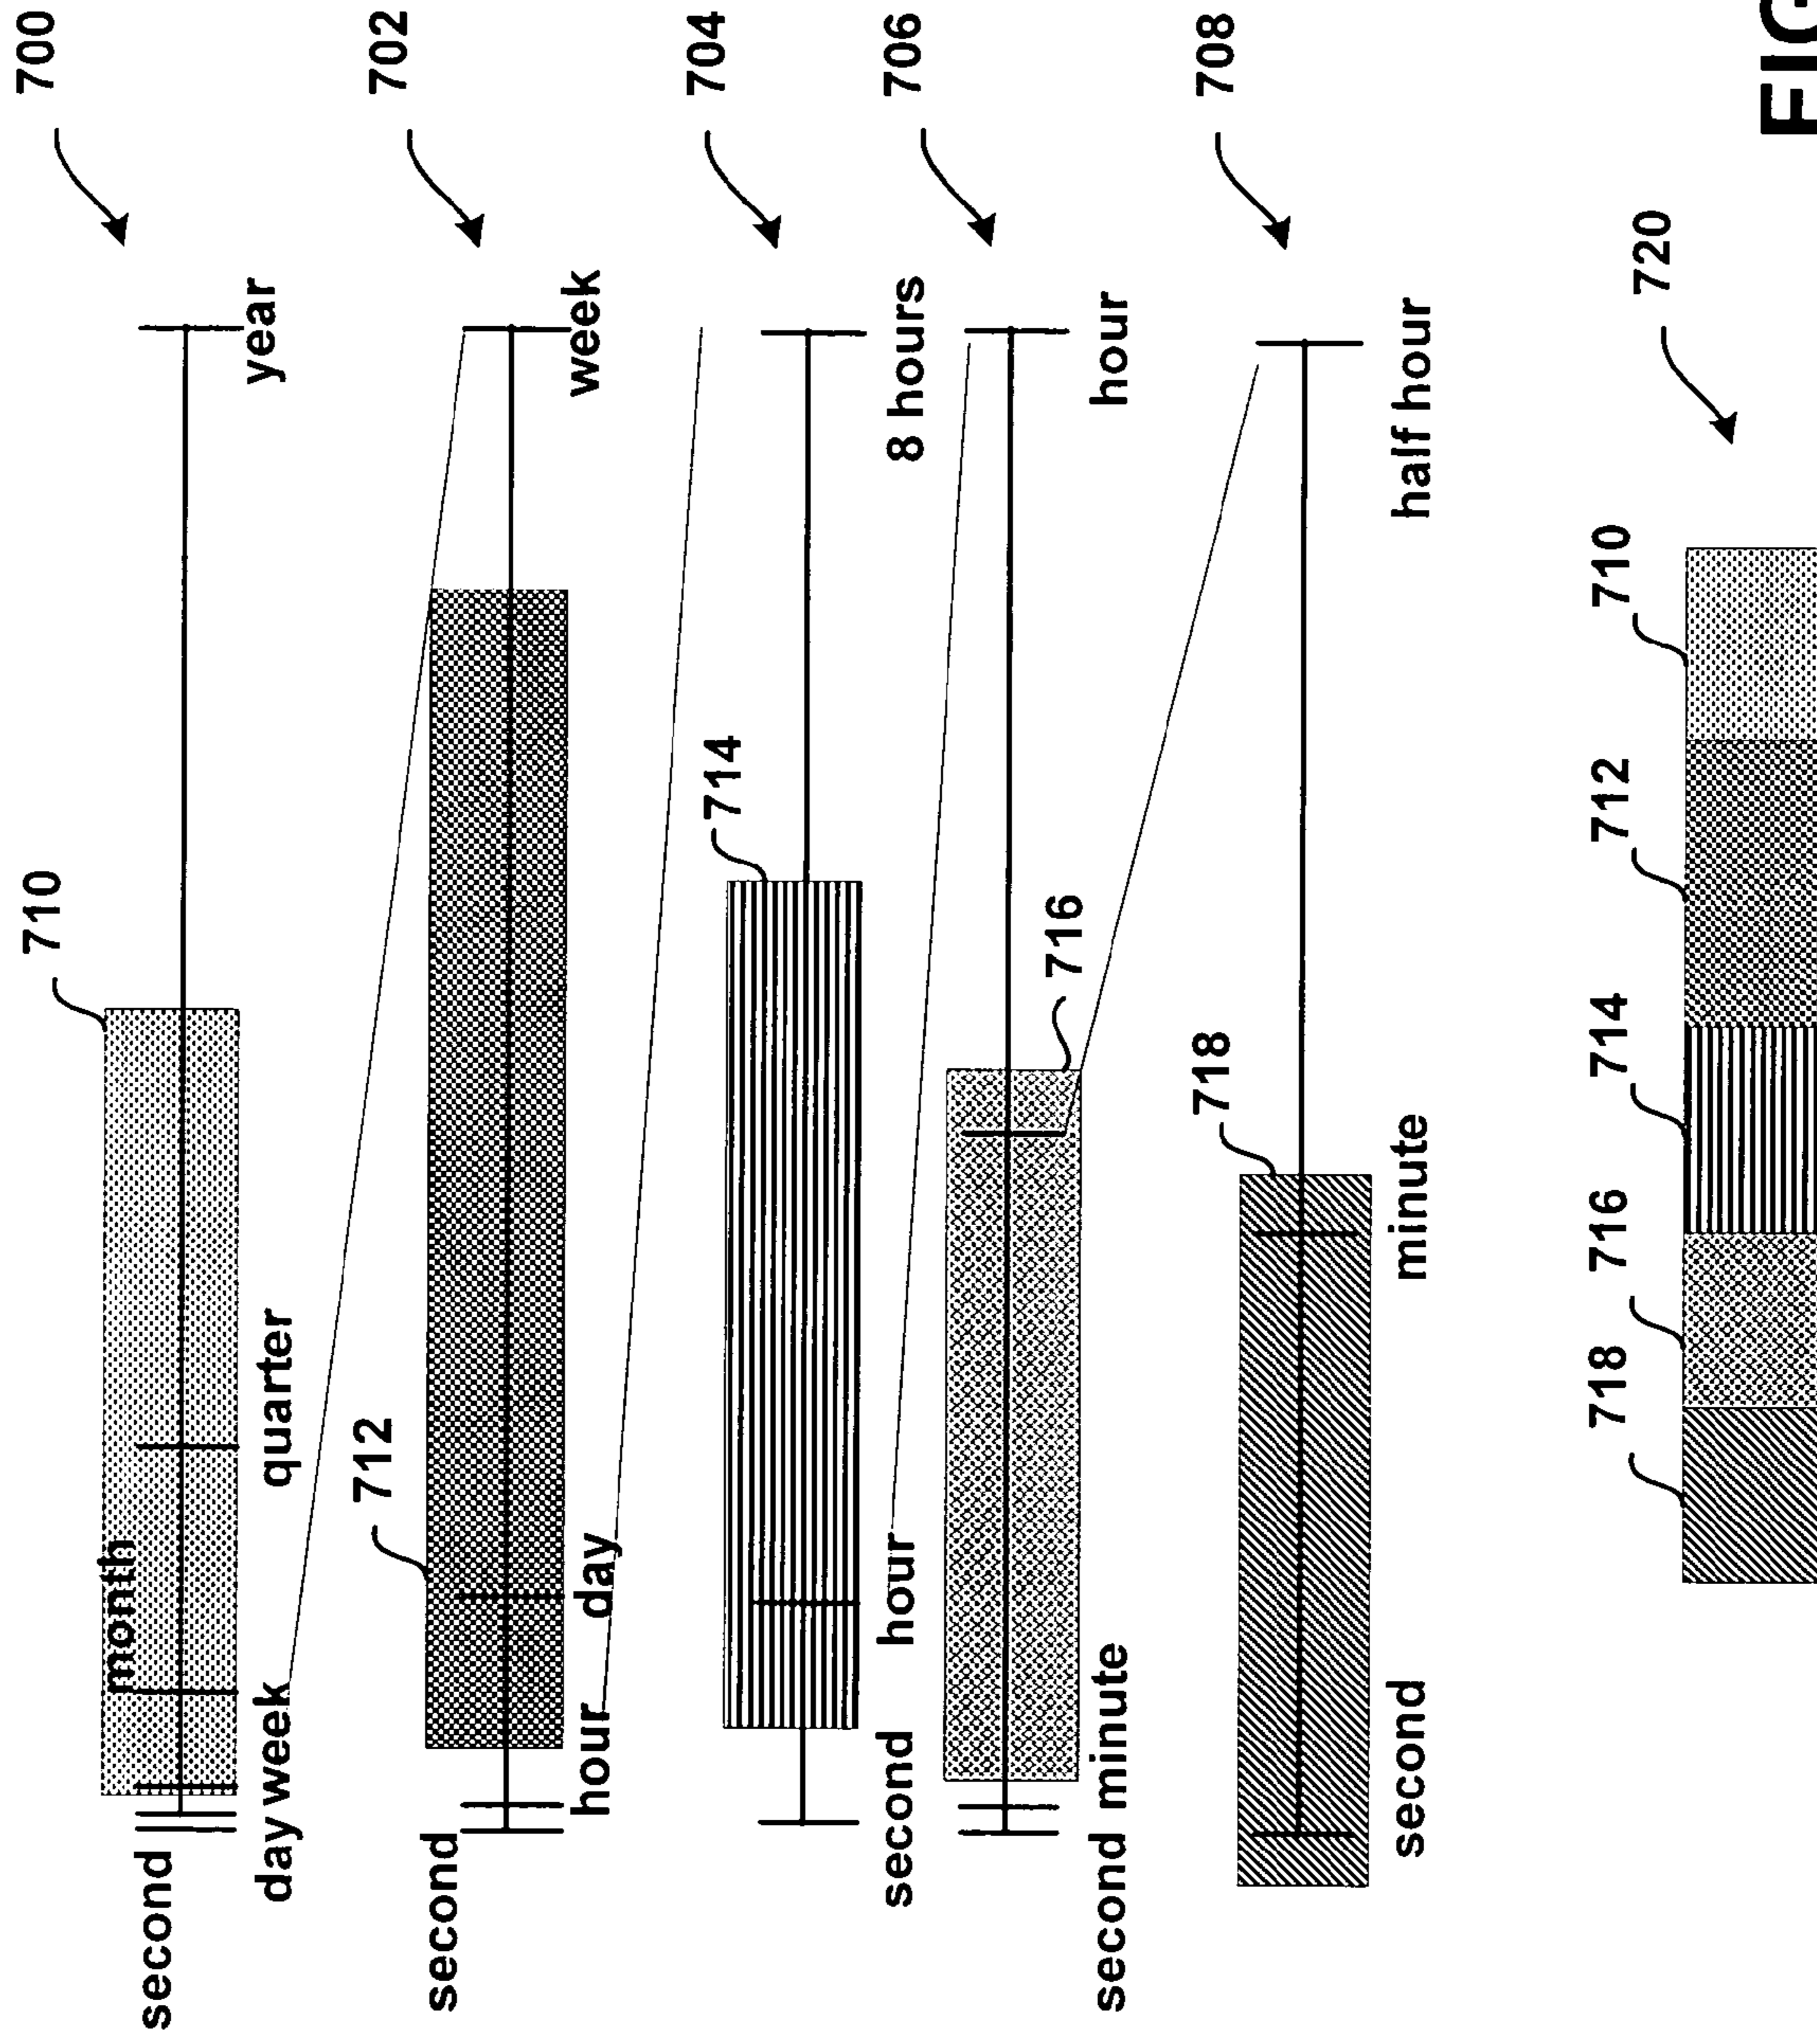 710 700
month
second
day week quarter year
712 702
second
hour day week
714 704
second hour 8 hours 706
716
second minute hour
718 708
second minute half hour
718 716 714 712 710 720
FIG